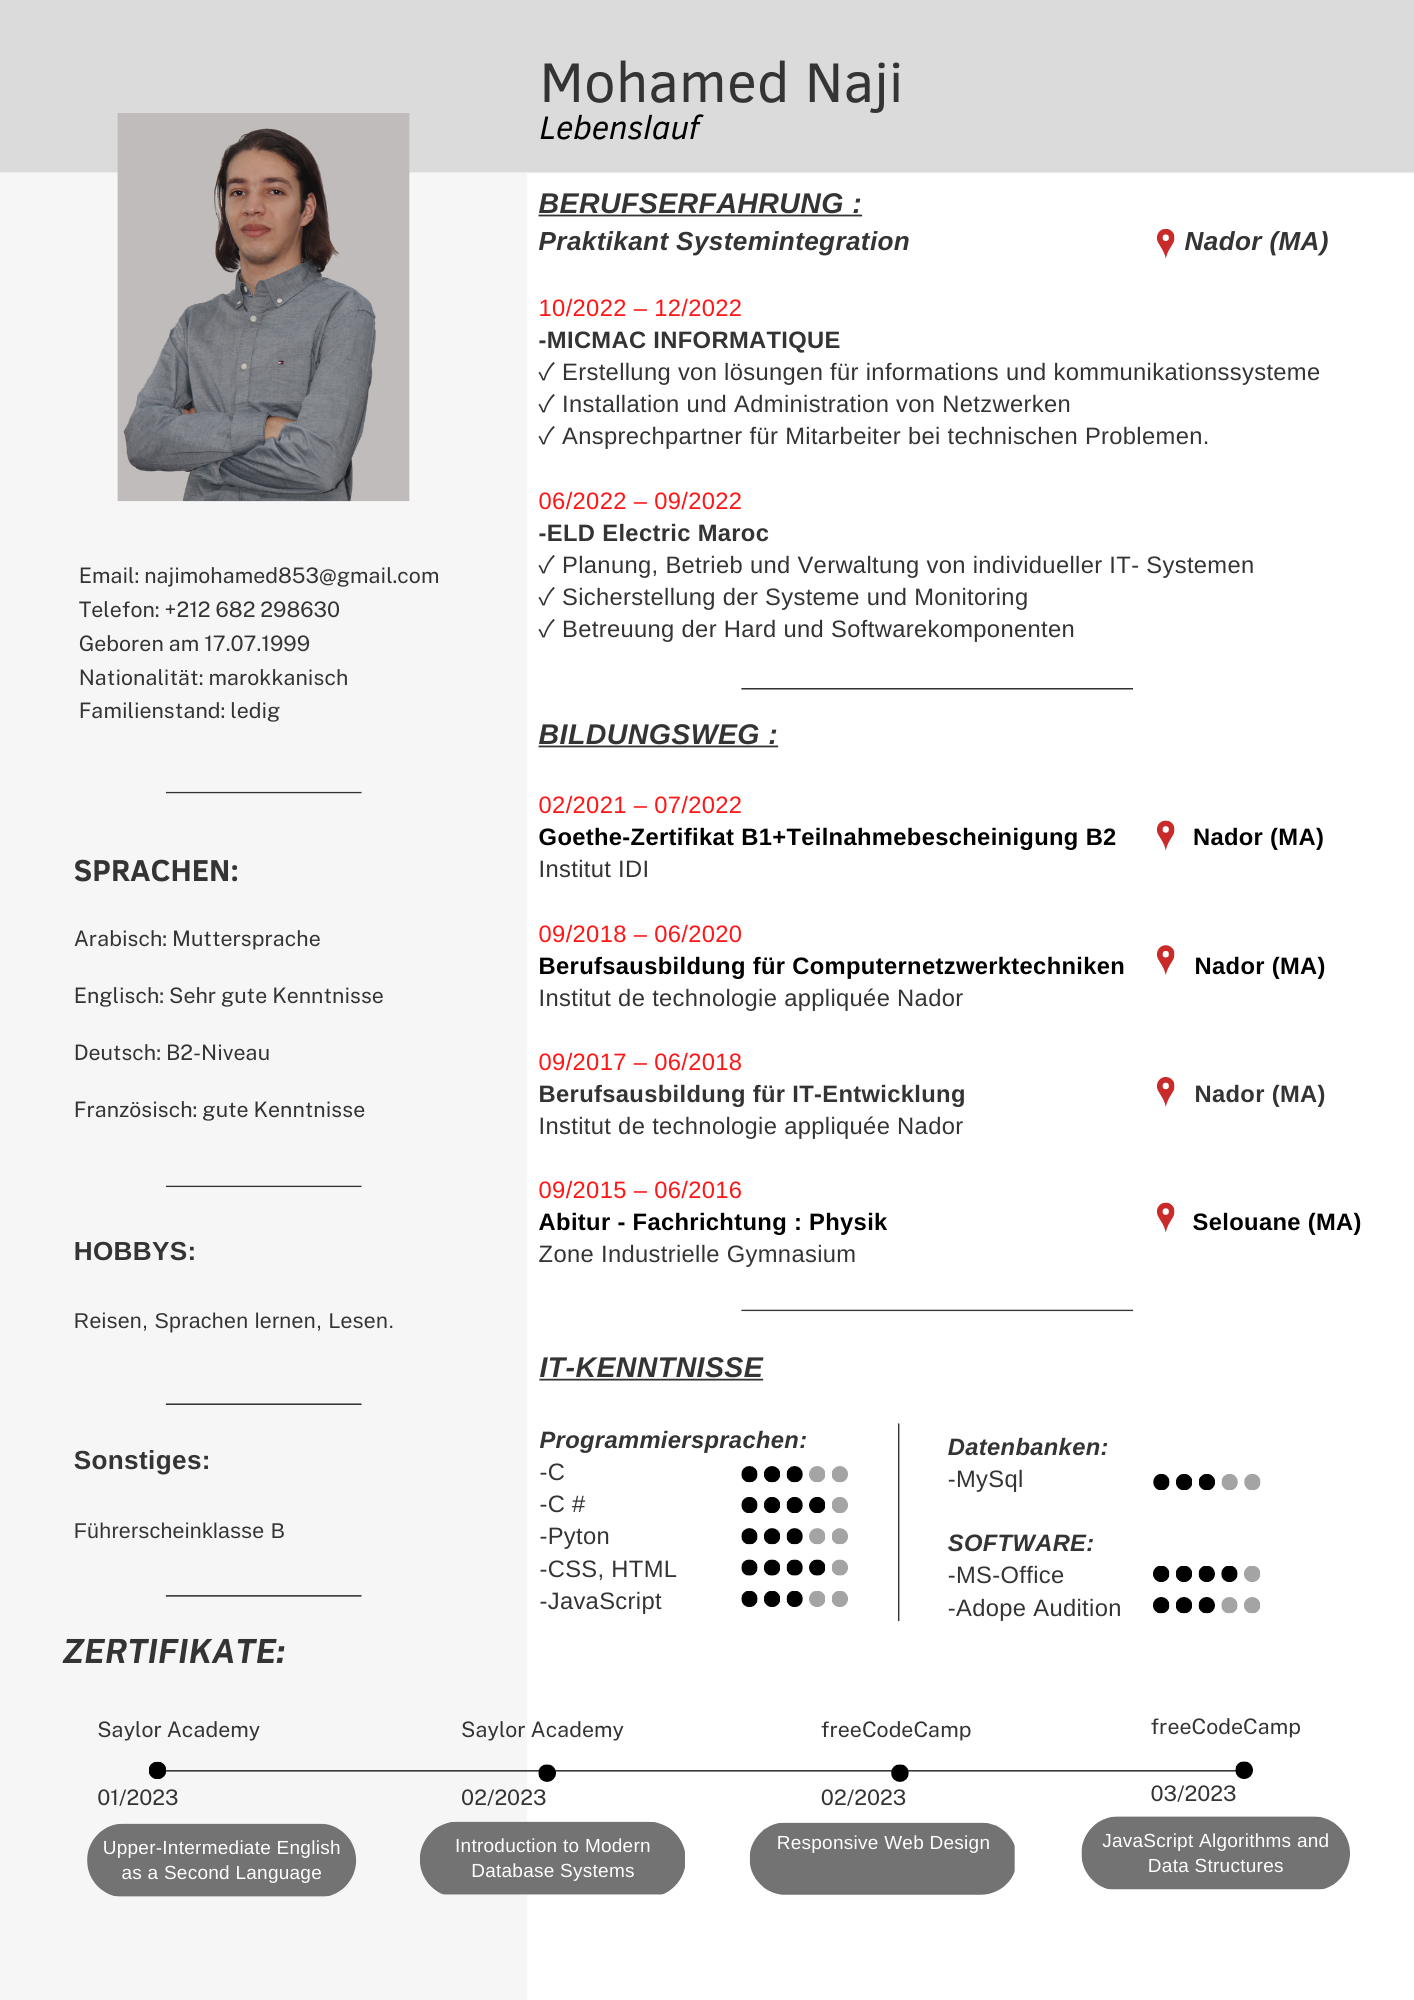 Mohamed Naji
Lebenslauf
Email: najimohamed853@gmail.com
Telefon: +212 682 298630
Geboren am 17.07.1999
Nationalität: marokkanisch
Familienstand: ledig
SPRACHEN:
Arabisch: Muttersprache
Englisch: Sehr gute Kenntnisse
Deutsch: B2-Niveau
Französisch: gute Kenntnisse
HOBBYS:
Reisen, Sprachen lernen, Lesen.
Sonstiges:
Führerscheinklasse B
BERUFSERFAHRUNG :
Praktikant Systemintegration Nador (MA)
10/2022 – 12/2022
-MICMAC INFORMATIQUE
✓ Erstellung von lösungen für informations und kommunikationssysteme
✓ Installation und Administration von Netzwerken
✓ Ansprechpartner für Mitarbeiter bei technischen Problemen.
06/2022 – 09/2022
-ELD Electric Maroc
✓ Planung, Betrieb und Verwaltung von individueller IT- Systemen
✓ Sicherstellung der Systeme und Monitoring
✓ Betreuung der Hard und Softwarekomponenten
BILDUNGSWEG :
02/2021 – 07/2022
Goethe-Zertifikat B1+Teilnahmebescheinigung B2 Nador (MA)
Institut IDI
09/2018 – 06/2020
Berufsausbildung für Computernetzwerktechniken Nador (MA)
Institut de technologie appliquée Nador
09/2017 – 06/2018
Berufsausbildung für IT-Entwicklung Nador (MA)
Institut de technologie appliquée Nador
09/2015 – 06/2016
Abitur - Fachrichtung : Physik Selouane (MA)
Zone Industrielle Gymnasium
IT-KENNTNISSE
Programmiersprachen:
-C
-C #
-Pyton
-CSS, HTML
-JavaScript
Datenbanken:
-MySql
SOFTWARE:
-MS-Office
-Adope Audition
ZERTIFIKATE:
Saylor Academy
01/2023
Upper-Intermediate English
as a Second Language
Saylor Academy
02/2023
Introduction to Modern
Database Systems
freeCodeCamp
02/2023
Responsive Web Design
freeCodeCamp
03/2023
JavaScript Algorithms and
Data Structures